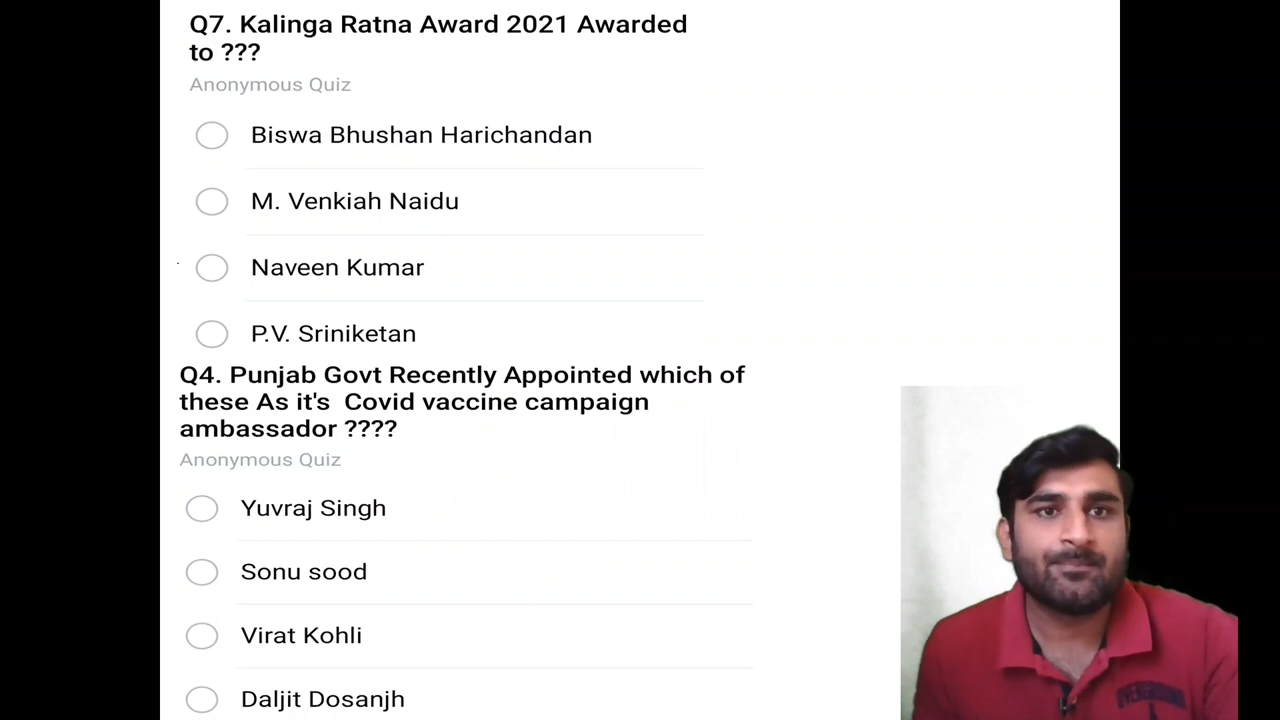 Q7. Kalinga Ratna Award 2021 Awarded
to ???
Anonymous Quiz
Biswa Bhushan Harichandan
M. Venkiah Naidu
Naveen Kumar
P.V. Sriniketan
Q4. Punjab Govt Recently Appointed which of
these As it's Covid vaccine campaign
ambassador ????
Anonymous Quiz
Yuvraj Singh
Sonu sood
Virat Kohli
Daljit Dosanjh